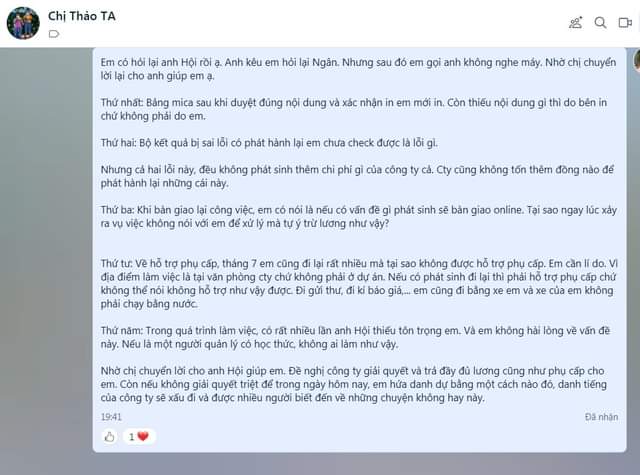 Chị Thảo TA
Em có hỏi lại anh Hội rồi ạ. Anh kêu em hỏi lại Ngân. Nhưng sau đó em gọi anh không nghe máy. Nhờ chị chuyển
lời lại cho anh giúp em ạ.
Thứ nhất: Bảng mica sau khi duyệt đúng nội dung và xác nhận in em mới in. Còn thiếu nội dung gì thì do bên in
chứ không phải do em.
Thứ hai: Bộ kết quả bị sai lỗi có phát hành lại em chưa check được là lỗi gì.
Nhưng cả hai lỗi này, đều không phát sinh thêm chi phí gì của công ty cả. Cty cũng không tốn thêm đồng nào để
phát hành lại những cái này.
Thứ ba: Khi bàn giao lại công việc, em có nói là nếu có vấn đề gì phát sinh sẽ bàn giao online. Tại sao ngay lúc xảy
ra vụ việc không nói với em để xử lý mà tự ý trừ lương như vậy?
Thứ tư: Về hỗ trợ phụ cấp, tháng 7 em cũng đi lại rất nhiều mà tại sao không được hỗ trợ phụ cấp. Em cần lí do. Vì
địa điểm làm việc là tại văn phòng cty chứ không phải ở dự án. Nếu có phát sinh đi lại thì phải hỗ trợ phụ cấp chứ
không thể nói không hỗ trợ như vậy được. Đi gửi thư, đi kí báo giá,... em cũng đi bằng xe em và xe của em không
phải chạy bằng nước.
Thứ năm: Trong quá trình làm việc, có rất nhiều lần anh Hội thiếu tôn trọng em. Và em không hài lòng về vấn đề
này. Nếu là một người quản lý có học thức, không ai làm như vậy.
Nhờ chị chuyển lời cho anh Hội giúp em. Đề nghị công ty giải quyết và trả đầy đủ lương cũng như phụ cấp cho
em. Còn nếu không giải quyết triệt để trong ngày hôm nay, em hứa danh dự bằng một cách nào đó, danh tiếng
của công ty sẽ xấu đi và được nhiều người biết đến về những chuyện không hay này.
19:41
Đã nhận
1